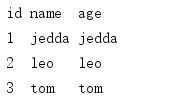 id name age
1 jedda jedda
2 leo leo
3 tom tom